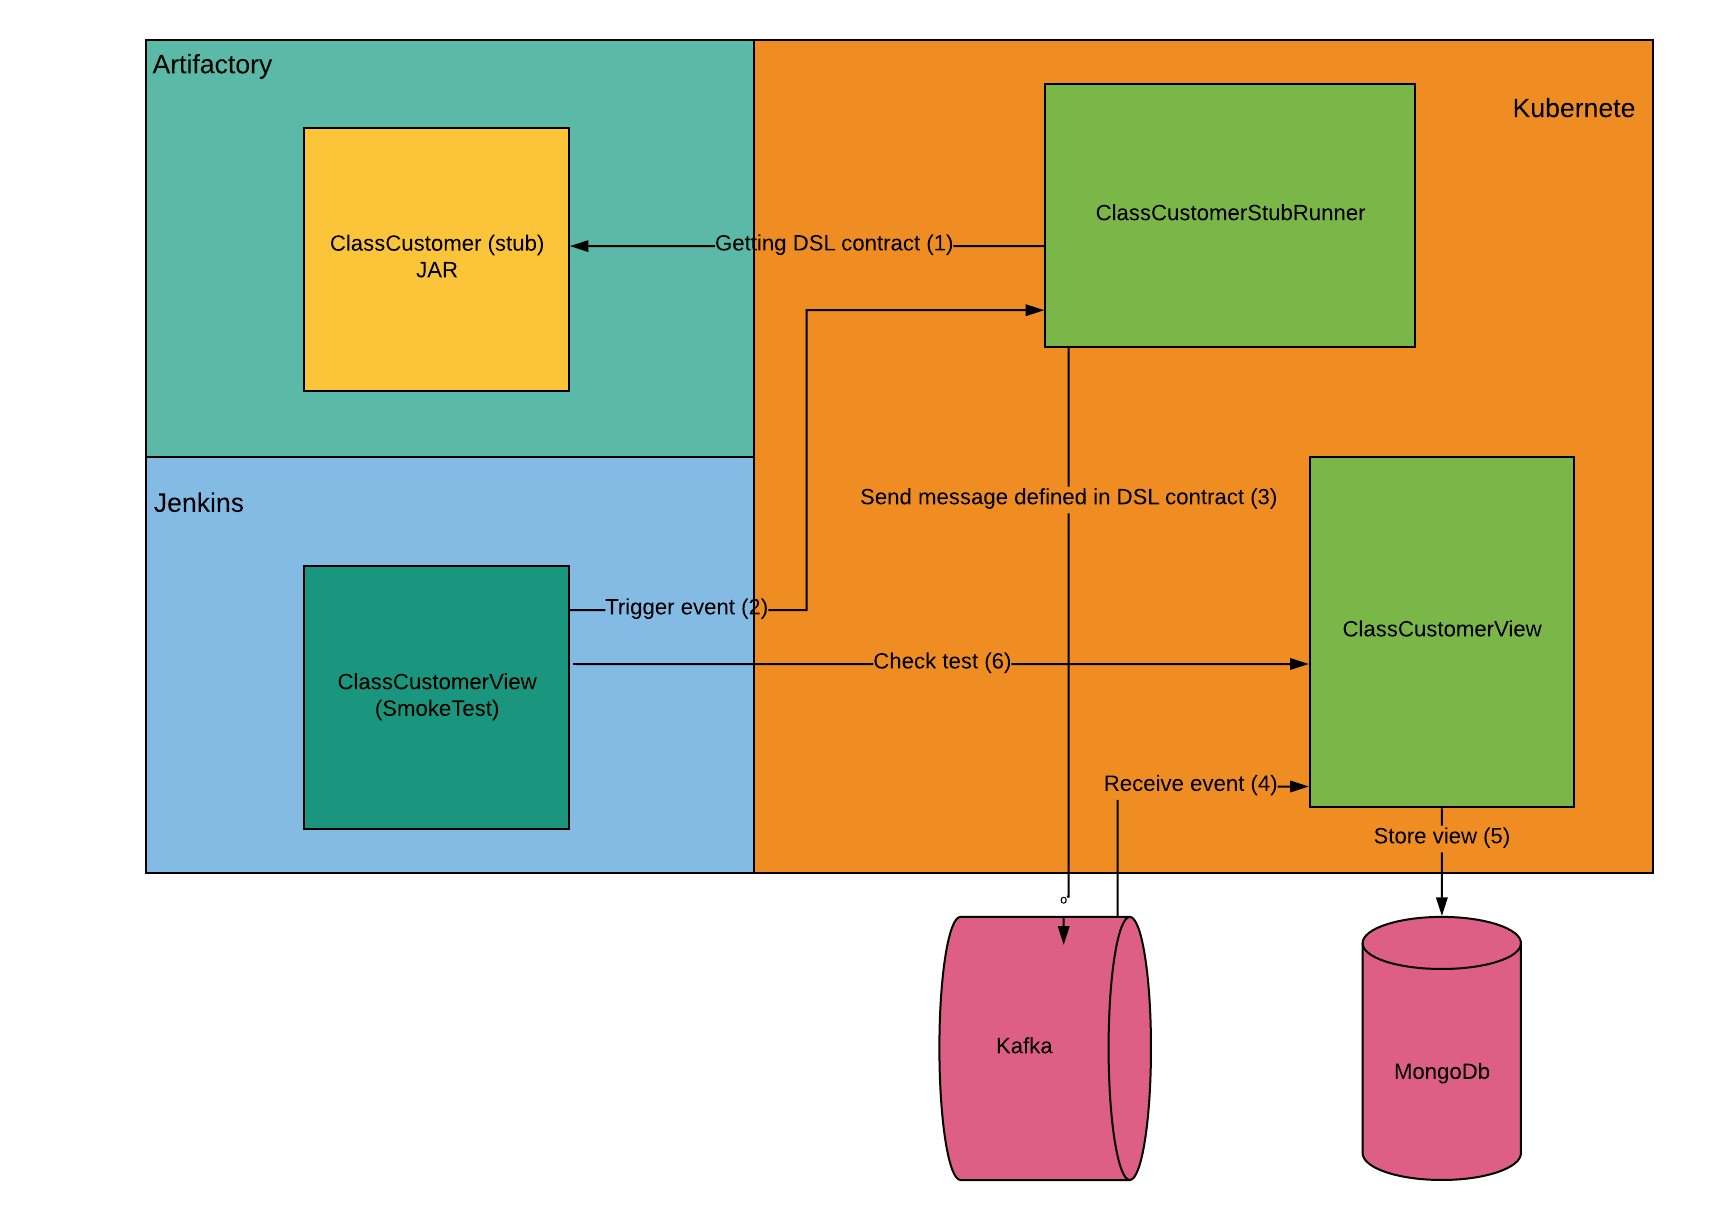 Artifactory
Kubernete
ClassCustomer (stub)
JAR
ClassCustomerStubRunner
Getting DSL contract (1)
Jenkins
Send message defined in DSL contract (3)
Trigger event (2)
ClassCustomerView
Check test (6)
ClassCustomerView
(SmokeTest)
Receive event (4)
Store view (5)
Kafka
MongoDb